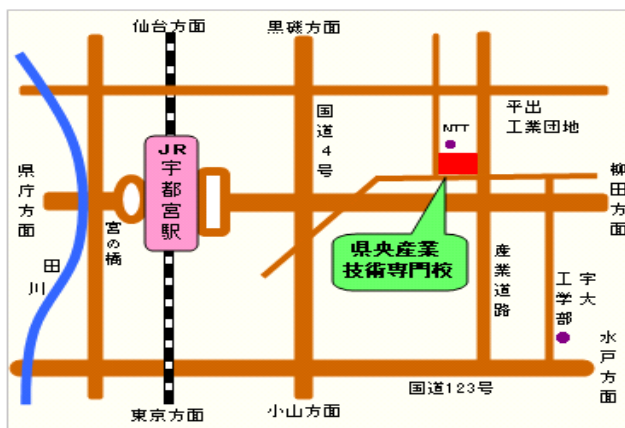 仙台方面
黒磯方面
国道4号
NTT
平出
工業団地
JR
宇都宮駅
県庁方面
柳田方面
宮の橋
田川
県央産業
技術専門校
産業道路
宇大
工学部
水戸方面
国道123号
東京方面
小山方面